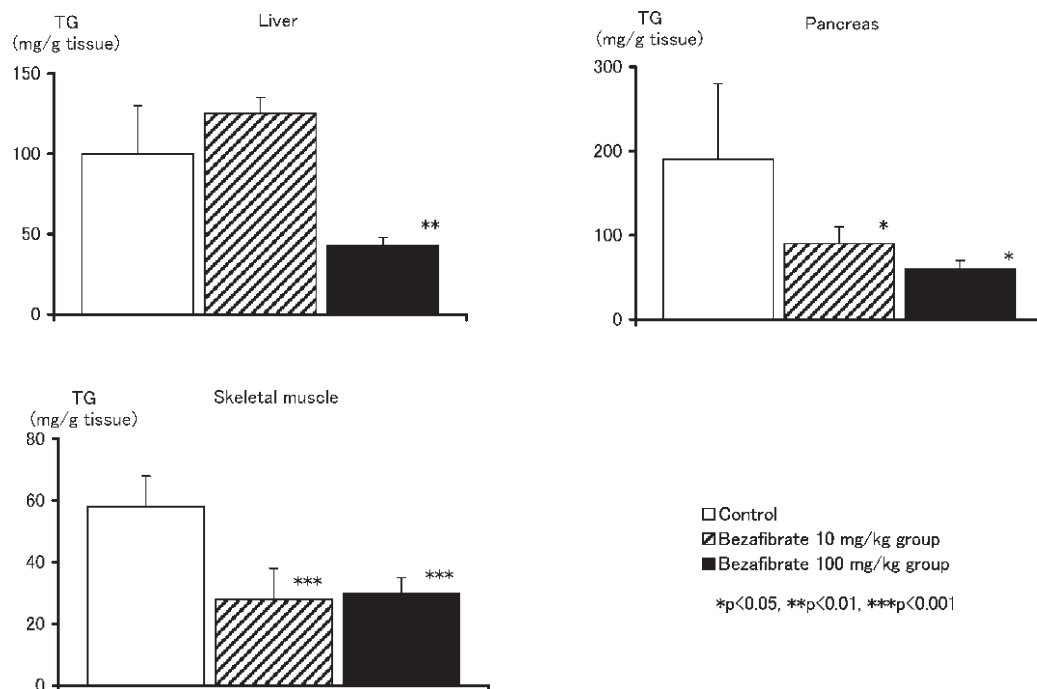 TG
(mg/g tissue)
Liver
150
100
50
0
**
TG
(mg/g tissue)
Pancreas
300
200
100
0
*
*
TG
(mg/g tissue)
Skeletal muscle
80
60
40
20
0
***
***
Control
Bezafibrate 10 mg/kg group
Bezafibrate 100 mg/kg group
*p<0.05, **p<0.01, ***p<0.001